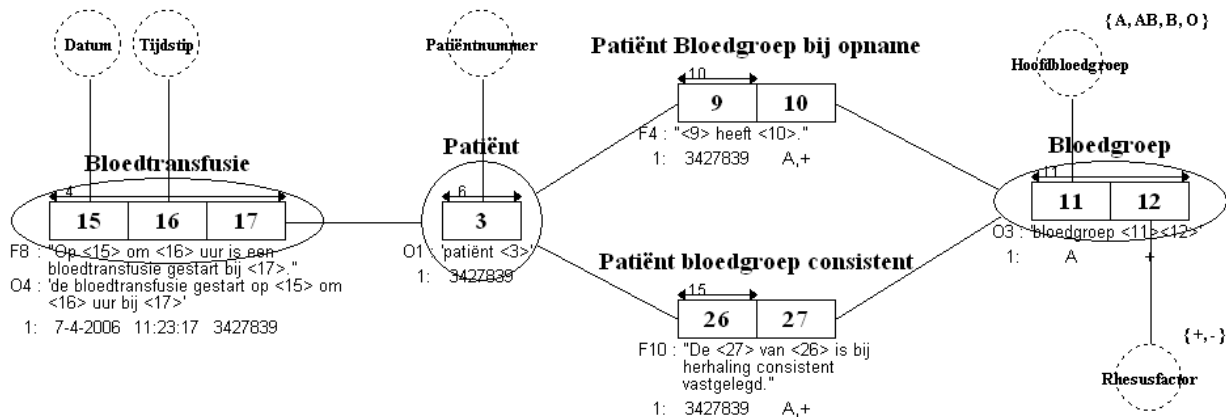 Datum
Tijdstip
Patiëntnummer
{A, AB, B, O}
Hoofdbloedgroep
Patiënt Bloedgroep bij opname
10
9 10
F4 : "<9> heeft <10>."
1: 3427839 A,+
Bloedtransfusie
4
15 16 17
F8 : "Op <15> om <16> uur is een
bloedtransfusie gestart bij <17>."
O4 : 'de bloedtransfusie gestart op <15> om
<16> uur bij <17>'
1: 7-4-2006 11:23:17 3427839
Patiënt
6
3
O1 : 'patiënt <3>'
1: 3427839
Bloedgroep
11
11 12
O3 : 'bloedgroep <11><12>'
1: A +
Patiënt bloedgroep consistent
15
26 27
F10 : "De <27> van <26> is bij
herhaling consistent
vastgelegd."
1: 3427839 A,+
{+,-}
Rhesusfactor